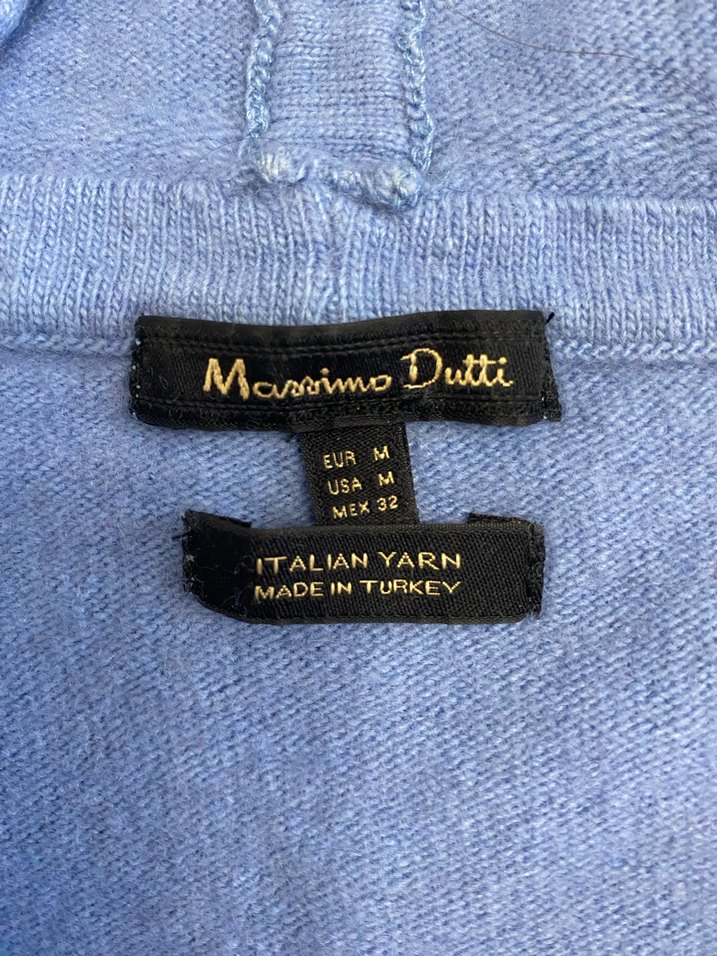 Massimo Dutti
EUR M
USA M
MEX 32
ITALIAN YARN
MADE IN TURKEY